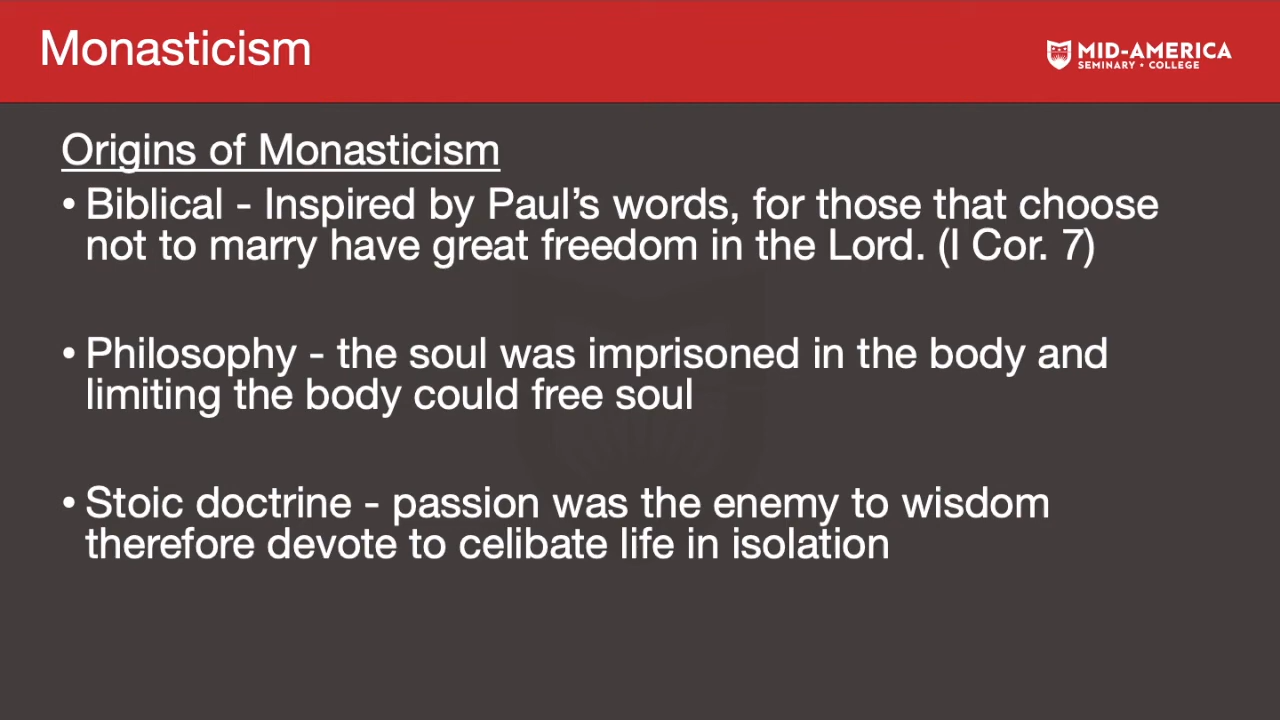 Monasticism
MID-AMERICA
SEMINARY • COLLEGE
Origins of Monasticism
• Biblical - Inspired by Paul’s words, for those that choose
not to marry have great freedom in the Lord. (I Cor. 7)
• Philosophy - the soul was imprisoned in the body and
limiting the body could free soul
• Stoic doctrine - passion was the enemy to wisdom
therefore devote to celibate life in isolation